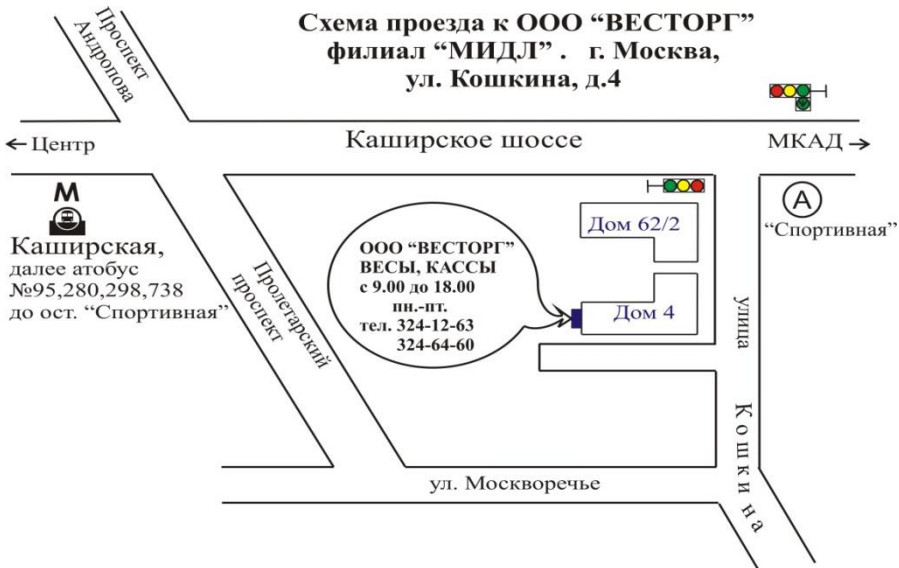 Схема проезда к ООО “ВЕСТОРГ”
филиал “МИДЛ” . г. Москва,
ул. Кошкина, д.4
Проспект
Андропова
← Центр
Каширское шоссе
МКАД →
М
Каширская,
далее атобус
№95,280,298,738
до ост. “Спортивная”
А
“Спортивная”
Дом 62/2
ООО “ВЕСТОРГ”
ВЕСЫ, КАССЫ
с 9.00 до 18.00
пн.-пт.
тел. 324-12-63
324-64-60
Дом 4
Пролетарский
проспект
улица Кошкина
ул. Москворечье